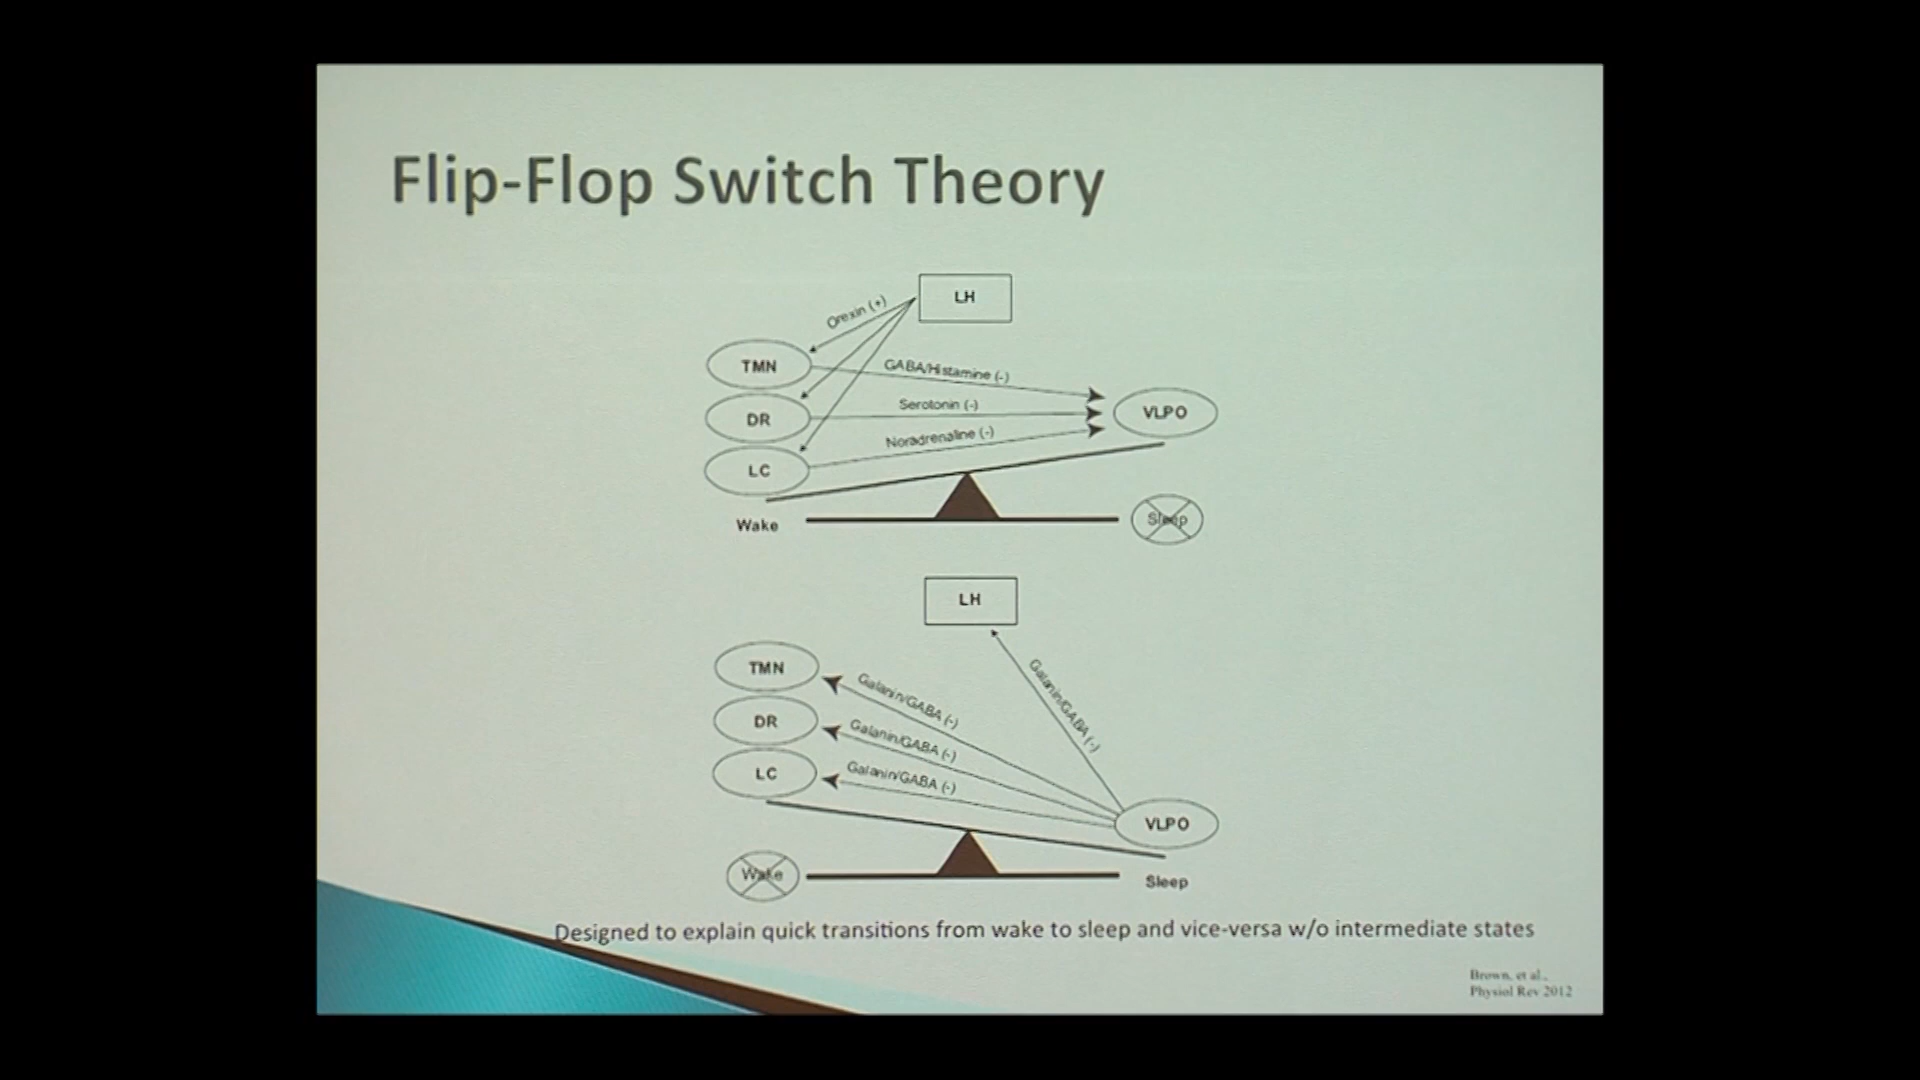 Flip-Flop Switch Theory
LH
Orexin (+)
TMN
GABA/Histamine (-)
DR
Serotonin (-)
VLPO
Noradrenaline (-)
LC
Wake
Sleep
LH
TMN
Galanin/GABA (-)
Galanin/GABA (-)
DR
Galanin/GABA (-)
LC
Galanin/GABA (-)
VLPO
Wake
Sleep
Designed to explain quick transitions from wake to sleep and vice-versa w/o intermediate states
Brown, et al.,
Physiol Rev 2012